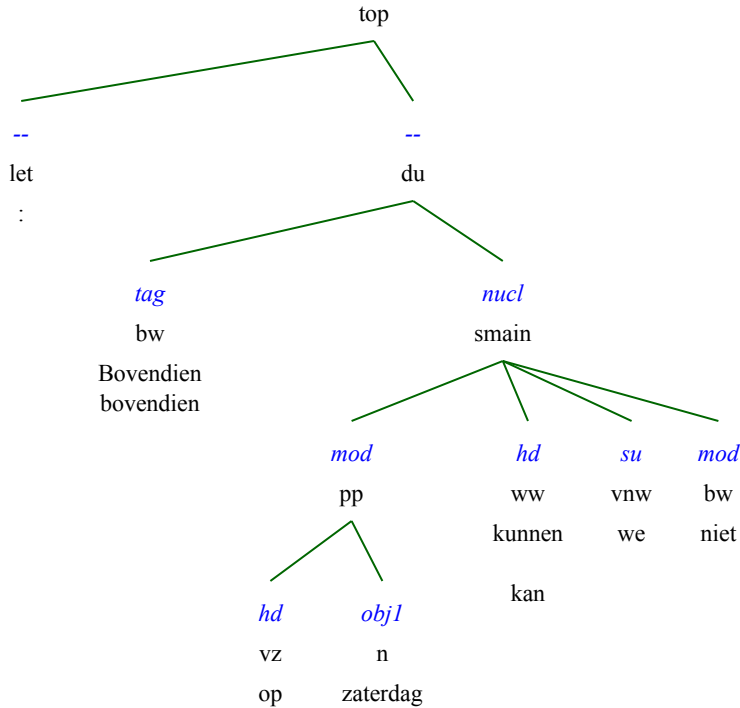 top
-- --
let du
:
tag nucl
bw smain
Bovendien
bovendien
mod hd su mod
pp ww vnw bw
kunnen we niet
kan
hd obj1
vz n
op zaterdag